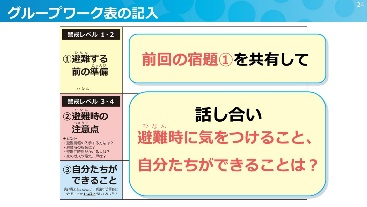 グループワーク表の記入
2
警戒レベル 1・2
①避難する
前の準備
警戒レベル 3・4
②避難時の
注意点
③自分たちが
できること
前回の宿題①を共有して
話し合い
避難時に気をつけること、
自分たちができることは？